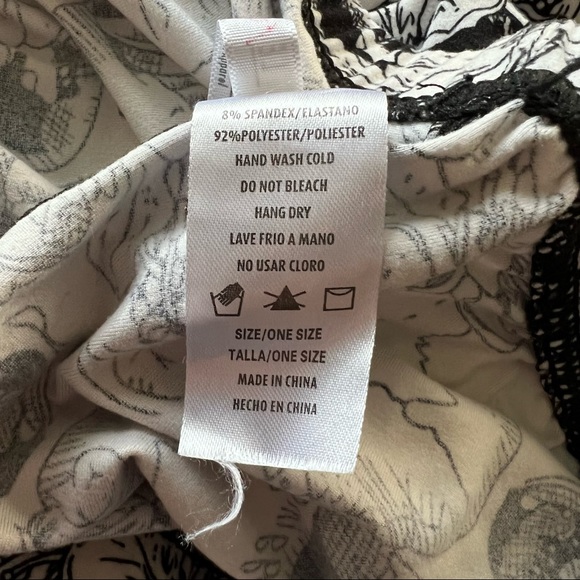 8% SPANDEX/ELASTANO
92%POLYESTER/POLIESTER
HAND WASH COLD
DO NOT BLEACH
HANG DRY
LAVE FRIO A MANO
NO USAR CLORO
SIZE/ONE SIZE
TALLA/ONE SIZE
MADE IN CHINA
HECHO EN CHINA